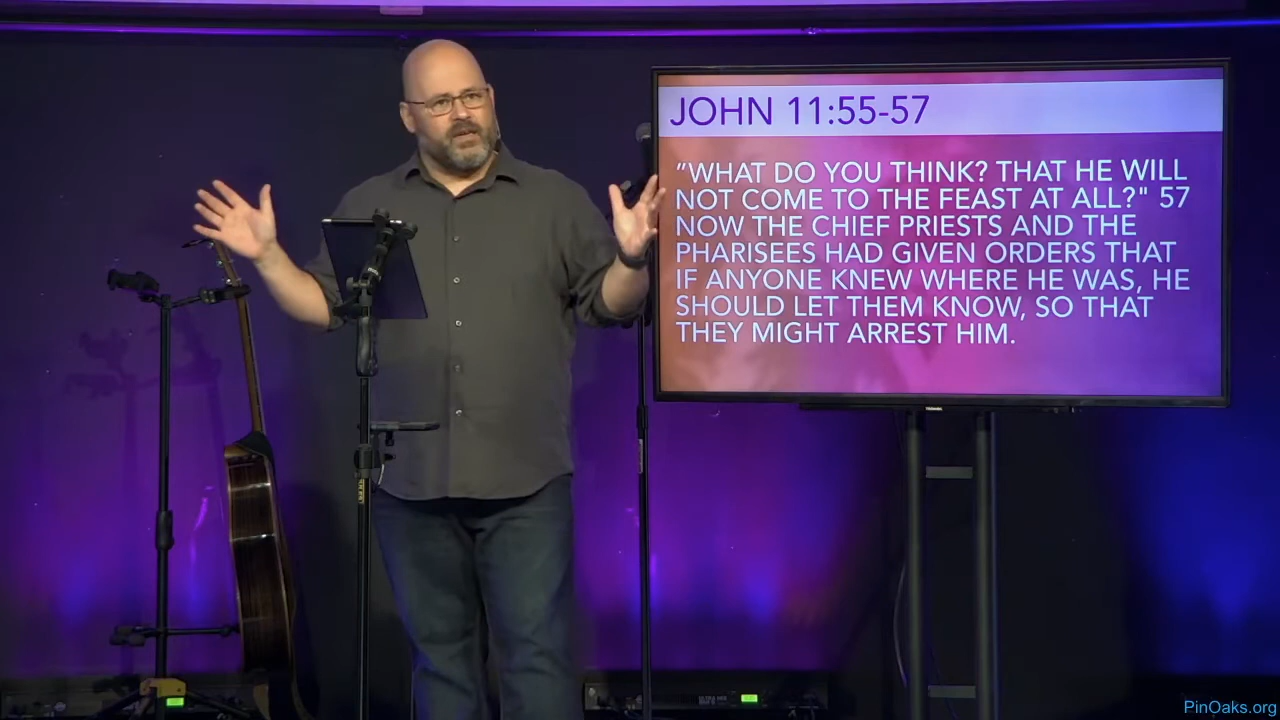 JOHN 11:55-57
"WHAT DO YOU THINK? THAT HE WILL
NOT COME TO THE FEAST AT ALL?" 57
NOW THE CHIEF PRIESTS AND THE
PHARISEES HAD GIVEN ORDERS THAT
IF ANYONE KNEW WHERE HE WAS, HE
SHOULD LET THEM KNOW, SO THAT
THEY MIGHT ARREST HIM.
PinOaks.org